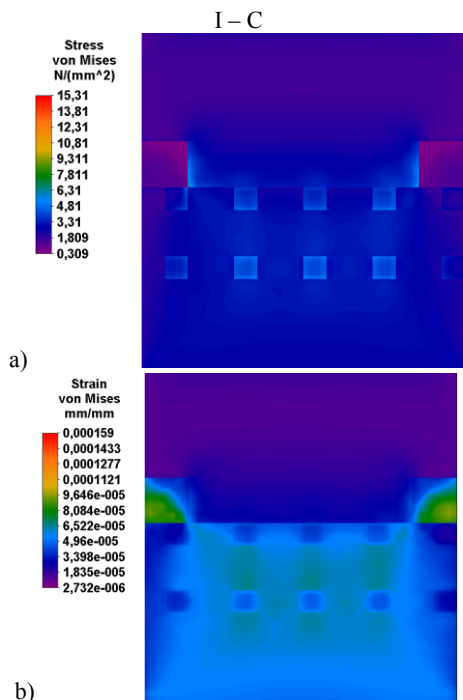 I – C
Stress
von Mises
N/(mm^2)
15,31
13,81
12,31
10,81
9,311
7,811
6,31
4,81
3,31
1,809
0,309
a)
Strain
von Mises
mm/mm
0,000159
0,0001433
0,0001277
0,0001121
9,646e-005
8,084e-005
6,522e-005
4,96e-005
3,398e-005
1,835e-005
2,732e-006
b)